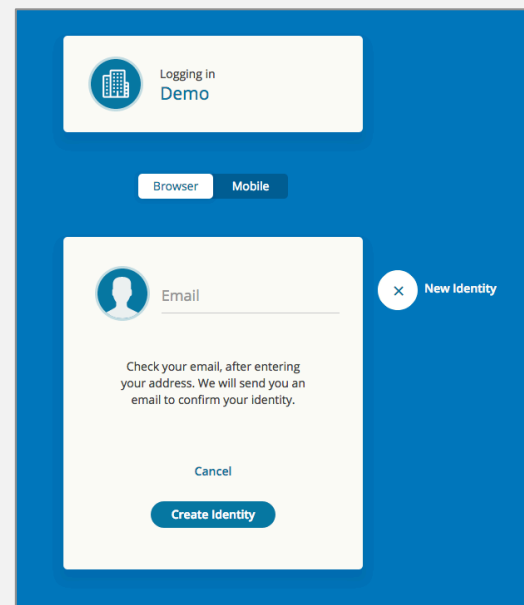 Logging in
Demo
Browser
Mobile
Email
New Identity
Check your email, after entering
your address. We will send you an
email to confirm your identity.
Cancel
Create Identity